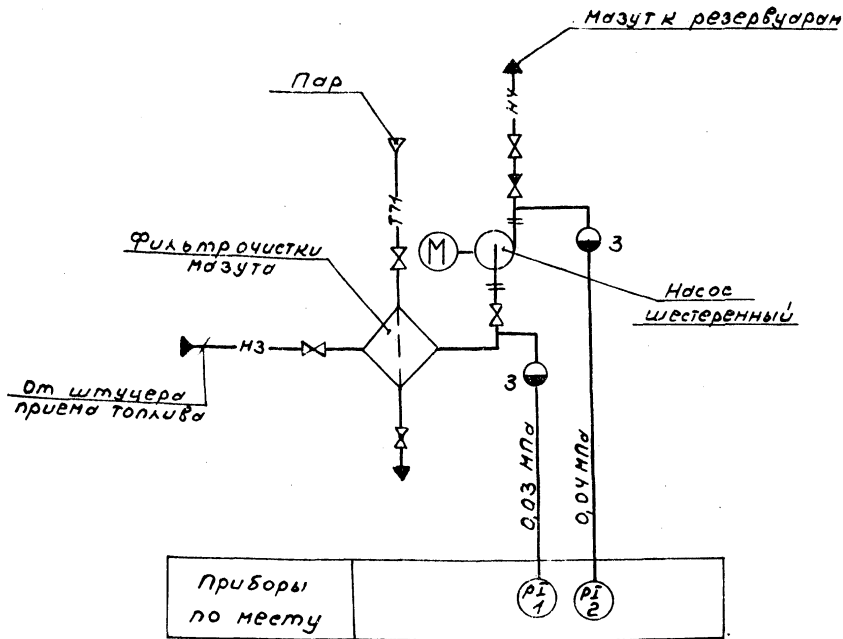 Мазут к резервуарам
Пар
Н4
Т71
Фильтр очистки
мазута
М
3
Насос
шестеренный
Н3
3
От штуцера
приема топлива
0,03 МПа
0,04 МПа
Приборы
по месту
PI
1
PI
2